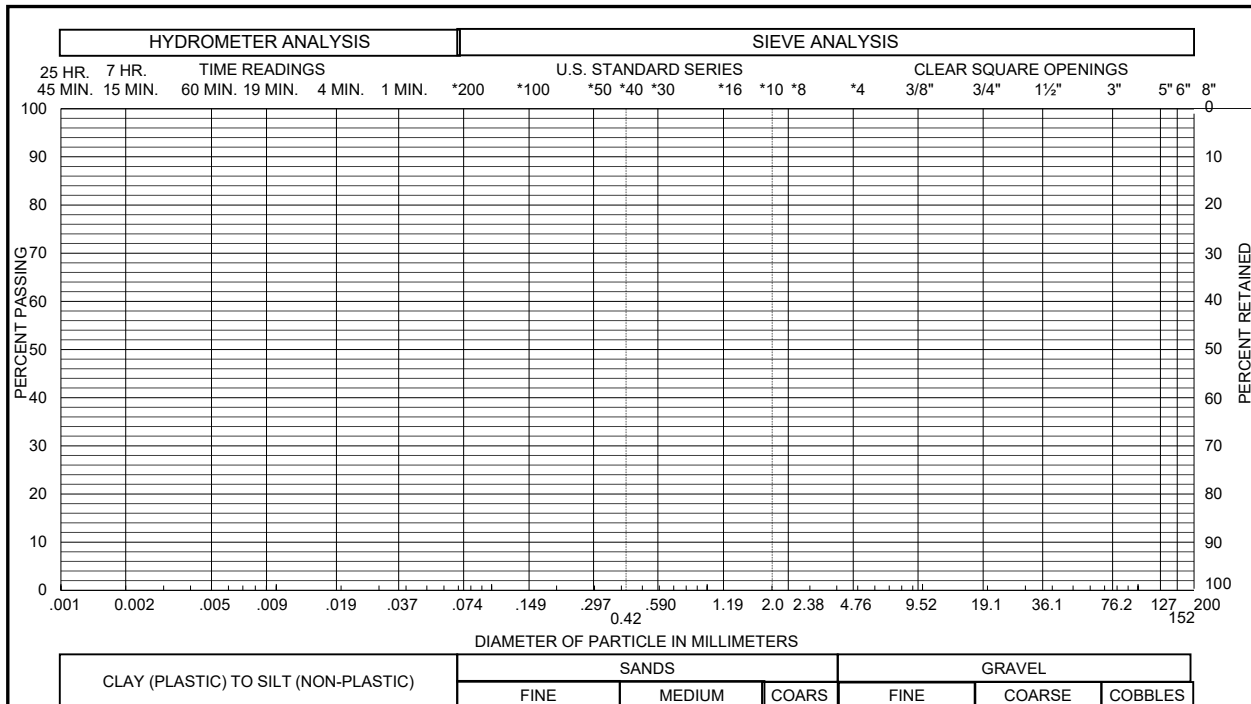 HYDROMETER ANALYSIS SIEVE ANALYSIS
25 HR. 7 HR. TIME READINGS U.S. STANDARD SERIES CLEAR SQUARE OPENINGS
45 MIN. 15 MIN. 60 MIN. 19 MIN. 4 MIN. 1 MIN. *200 *100 *50 *40 *30 *16 *10 *8 *4 3/8" 3/4" 1½" 3" 5" 6" 8"
100 0
90 10
80 20
70 30
60 40
50 50
40 60
30 70
20 80
10 90
0 100
PERCENT PASSING
PERCENT RETAINED
.001 0.002 .005 .009 .019 .037 .074 .149 .297 .590 1.19 2.0 2.38 4.76 9.52 19.1 36.1 76.2 127 200
0.42 152
DIAMETER OF PARTICLE IN MILLIMETERS
CLAY (PLASTIC) TO SILT (NON-PLASTIC) SANDS GRAVEL
FINE MEDIUM COARS FINE COARSE COBBLES